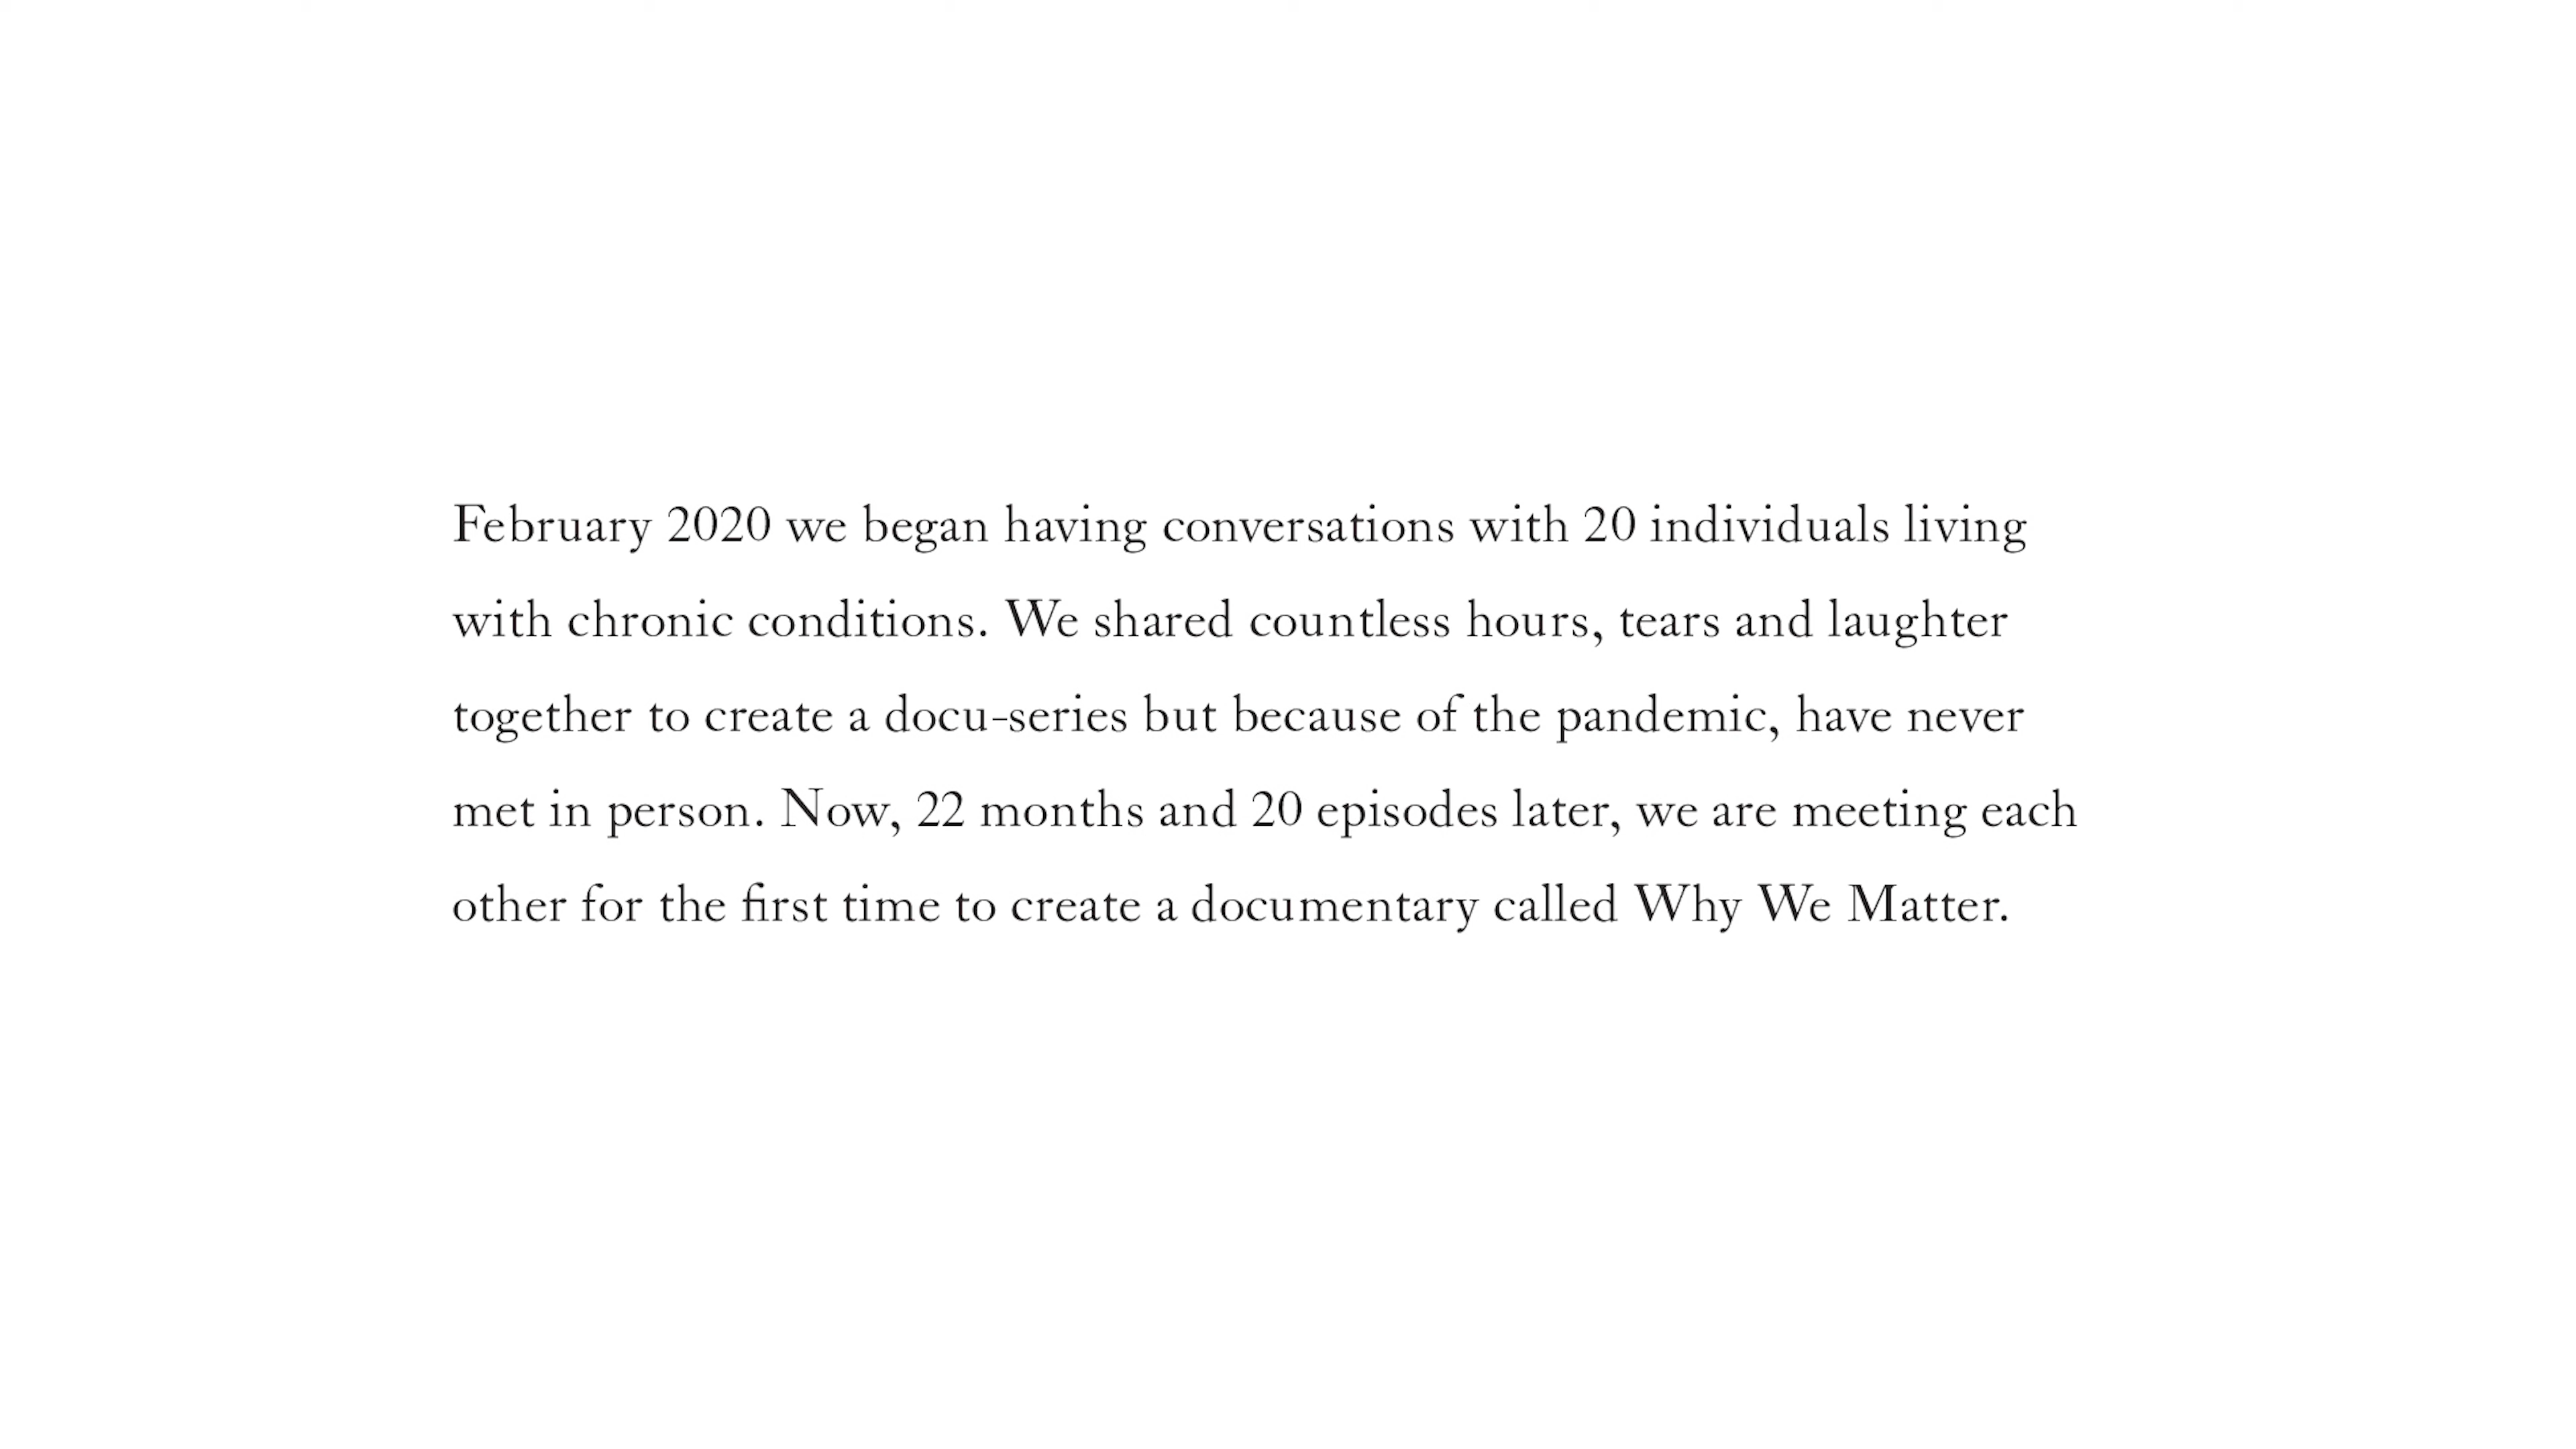 February 2020 we began having conversations with 20 individuals living
with chronic conditions. We shared countless hours, tears and laughter
together to create a docu-series but because of the pandemic, have never
met in person. Now, 22 months and 20 episodes later, we are meeting each
other for the first time to create a documentary called Why We Matter.